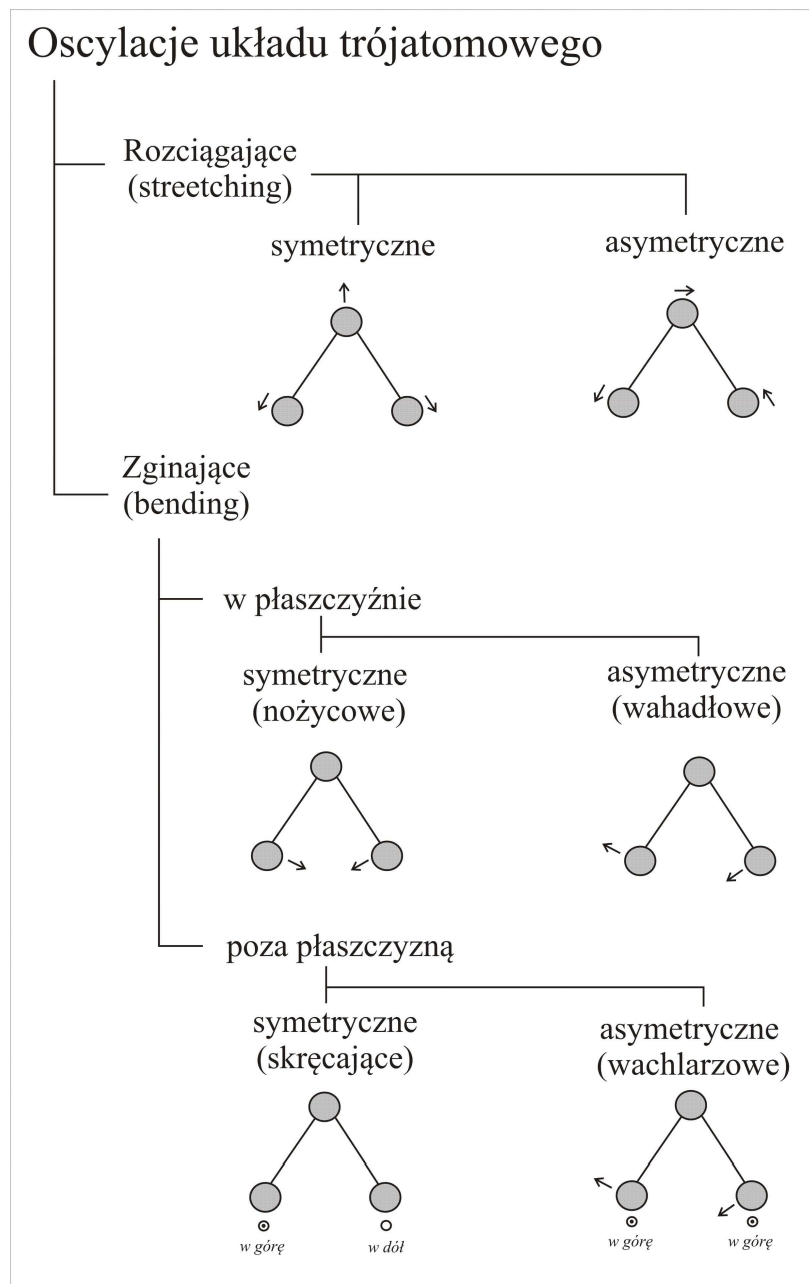 Oscylacje układu trójatomowego
Rozciągające
(streetching)
symetryczne
asymetryczne
Zginające
(bending)
w płaszczyźnie
symetryczne
(nożycowe)
asymetryczne
(wahadłowe)
poza płaszczyzną
symetryczne
(skręcające)
asymetryczne
(wachlarzowe)
w górę
w dół
w górę
w górę